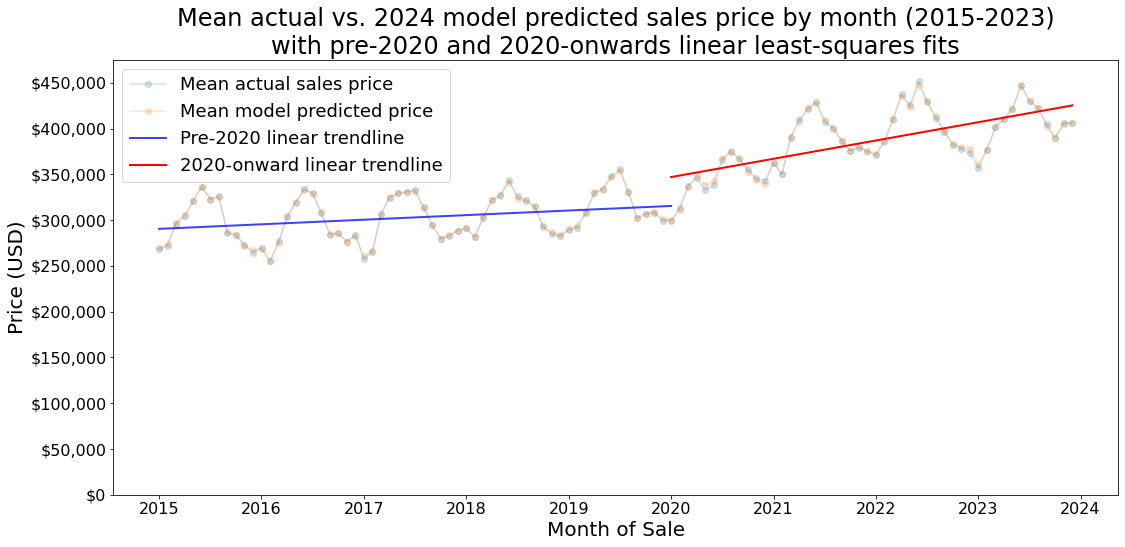 Mean actual vs. 2024 model predicted sales price by month (2015-2023)
with pre-2020 and 2020-onwards linear least-squares fits
Mean actual sales price
Mean model predicted price
Pre-2020 linear trendline
2020-onward linear trendline
Price (USD)
$450,000
$400,000
$350,000
$300,000
$250,000
$200,000
$150,000
$100,000
$50,000
$0
2015 2016 2017 2018 2019 2020 2021 2022 2023 2024
Month of Sale